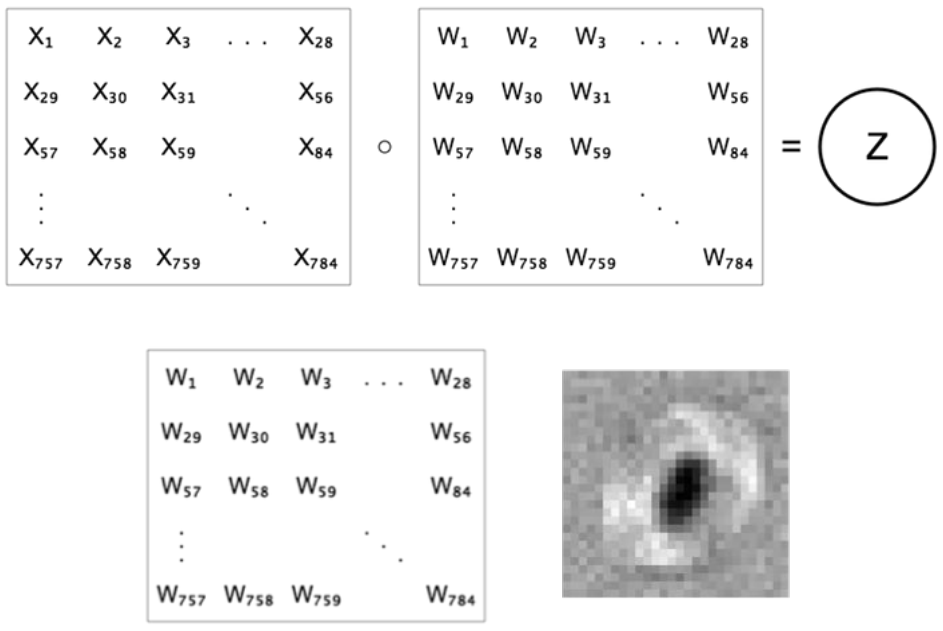 X₁ X₂ X₃ . . . X₂₈ W₁ W₂ W₃ . . . W₂₈
X₂₉ X₃₀ X₃₁ X₅₆ W₂₉ W₃₀ W₃₁ W₅₆
X₅₇ X₅₈ X₅₉ X₈₄ ○ W₅₇ W₅₈ W₅₉ W₈₄ = Z
⋮ ⋱ ⋮ ⋱
X₇₅₇ X₇₅₈ X₇₅₉ X₇₈₄ W₇₅₇ W₇₅₈ W₇₅₉ W₇₈₄
W₁ W₂ W₃ . . . W₂₈
W₂₉ W₃₀ W₃₁ W₅₆
W₅₇ W₅₈ W₅₉ W₈₄
⋮ ⋱
W₇₅₇ W₇₅₈ W₇₅₉ W₇₈₄